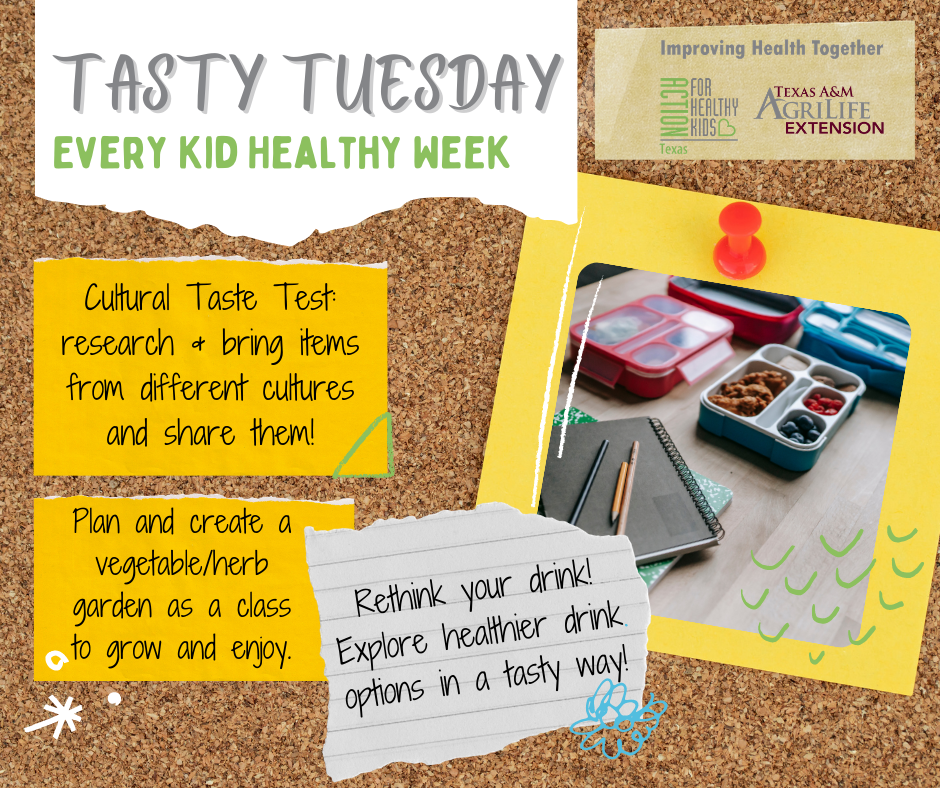 TASTY TUESDAY
EVERY KID HEALTHY WEEK
Improving Health Together
ACTION
FOR
HEALTHY
KIDS
Texas
TEXAS A&M
AGRILIFE
EXTENSION
Cultural Taste Test:
research & bring items
from different cultures
and share them!
Plan and create a
vegetable/herb
garden as a class
to grow and enjoy.
Rethink your drink!
Explore healthier drink
options in a tasty way!